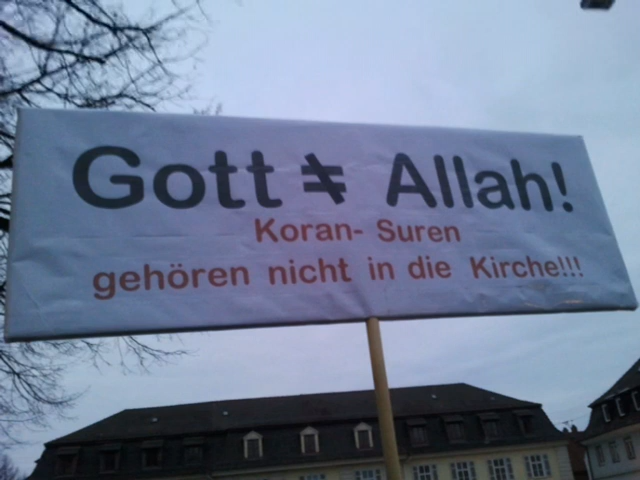 Gott ≠ Allah!
Koran- Suren
gehören nicht in die Kirche!!!